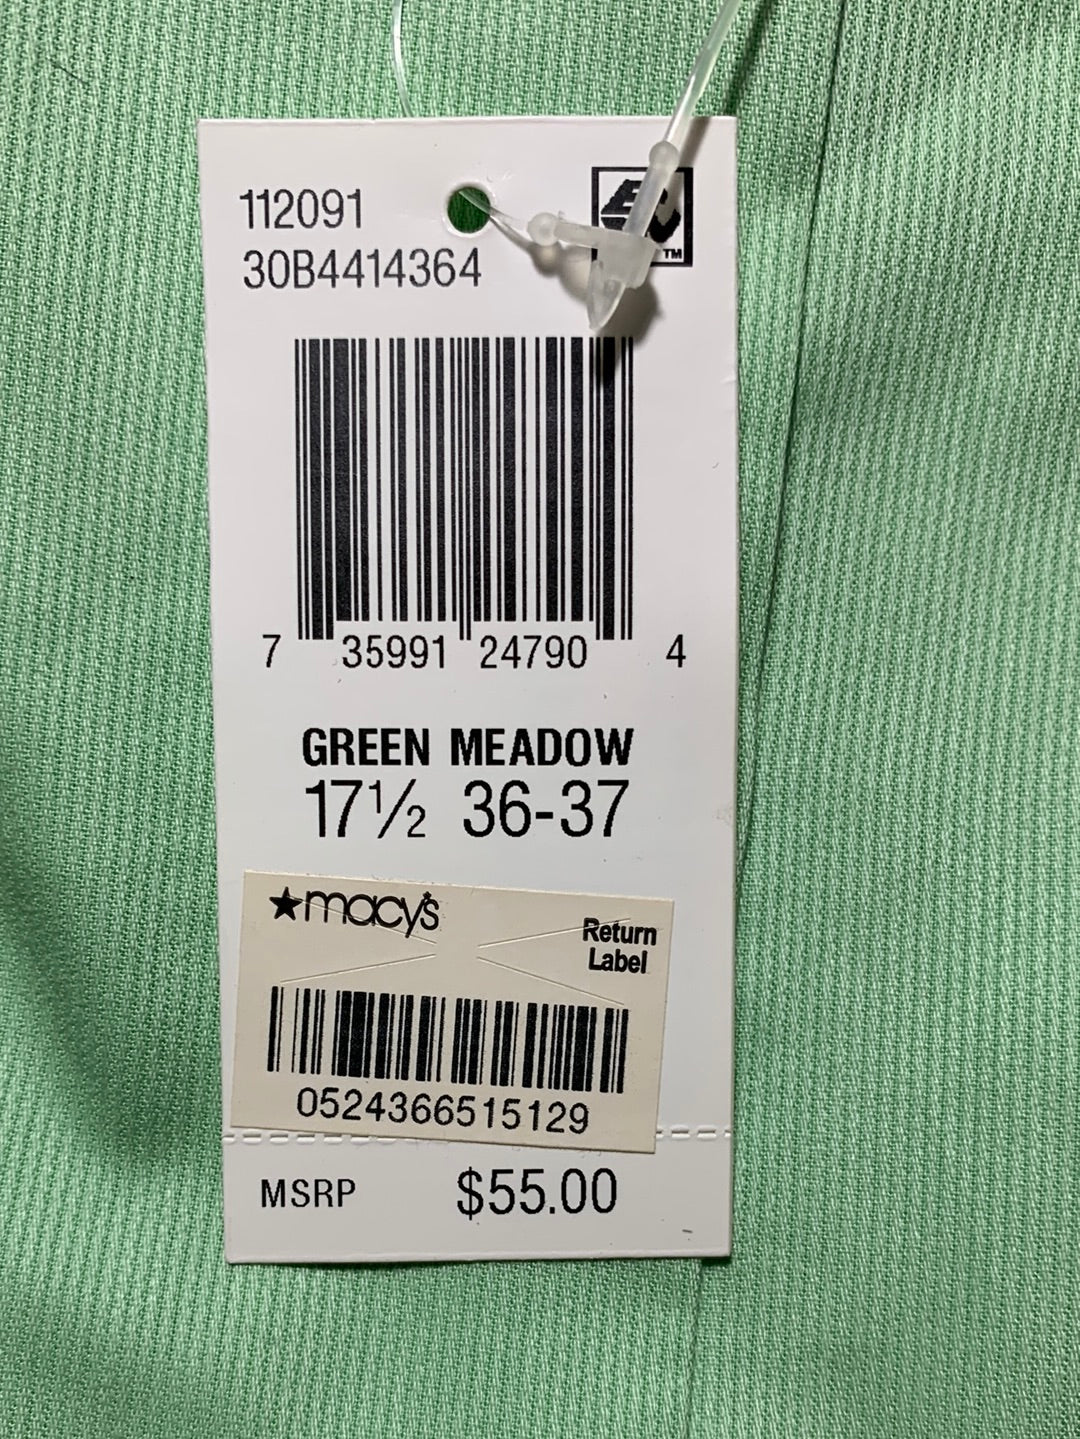 112091
30B4414364
TM
7 35991 24790 4
GREEN MEADOW
17½ 36-37
macy's
Return
Label
0524366515129
MSRP $55.00